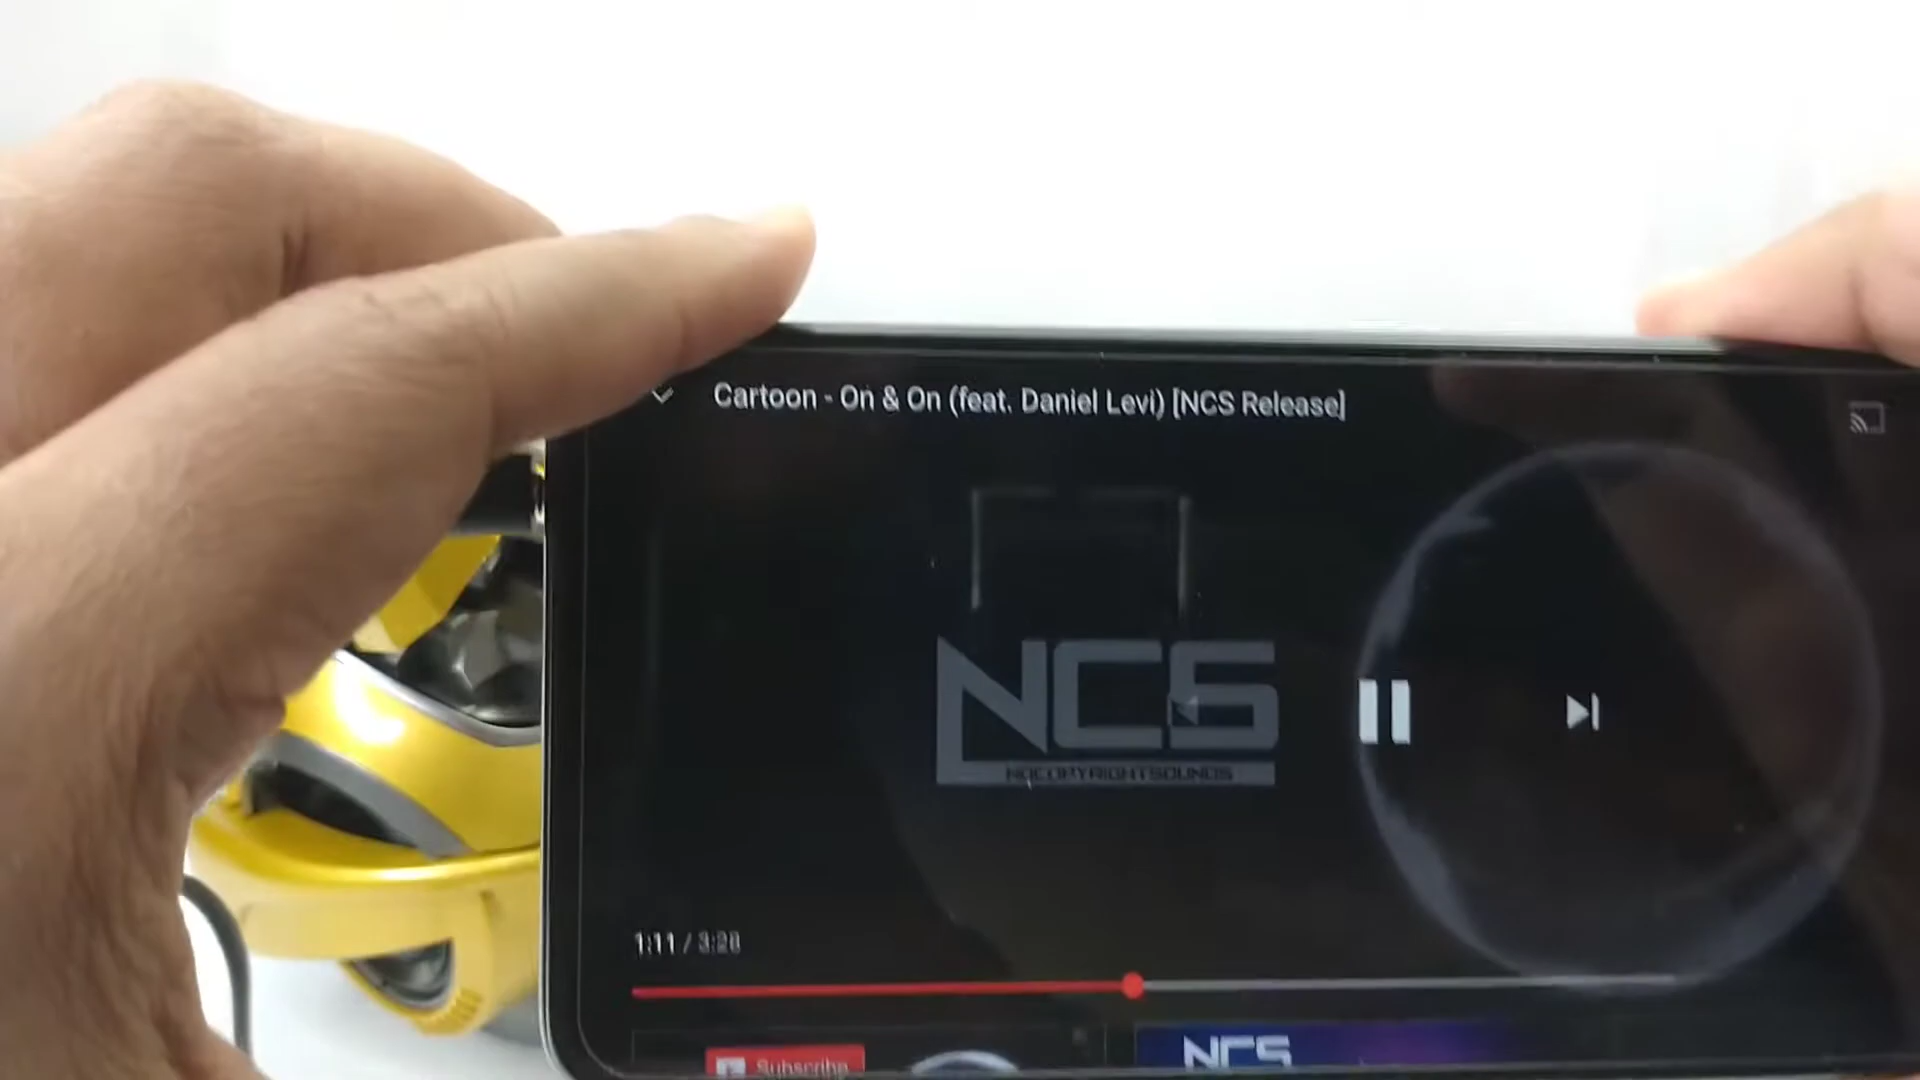 Cartoon - On & On (feat. Daniel Levi) [NCS Release]
NCS
NOCOPYRIGHTSOUNDS
1:11 / 3:28
Subscribe
NCS